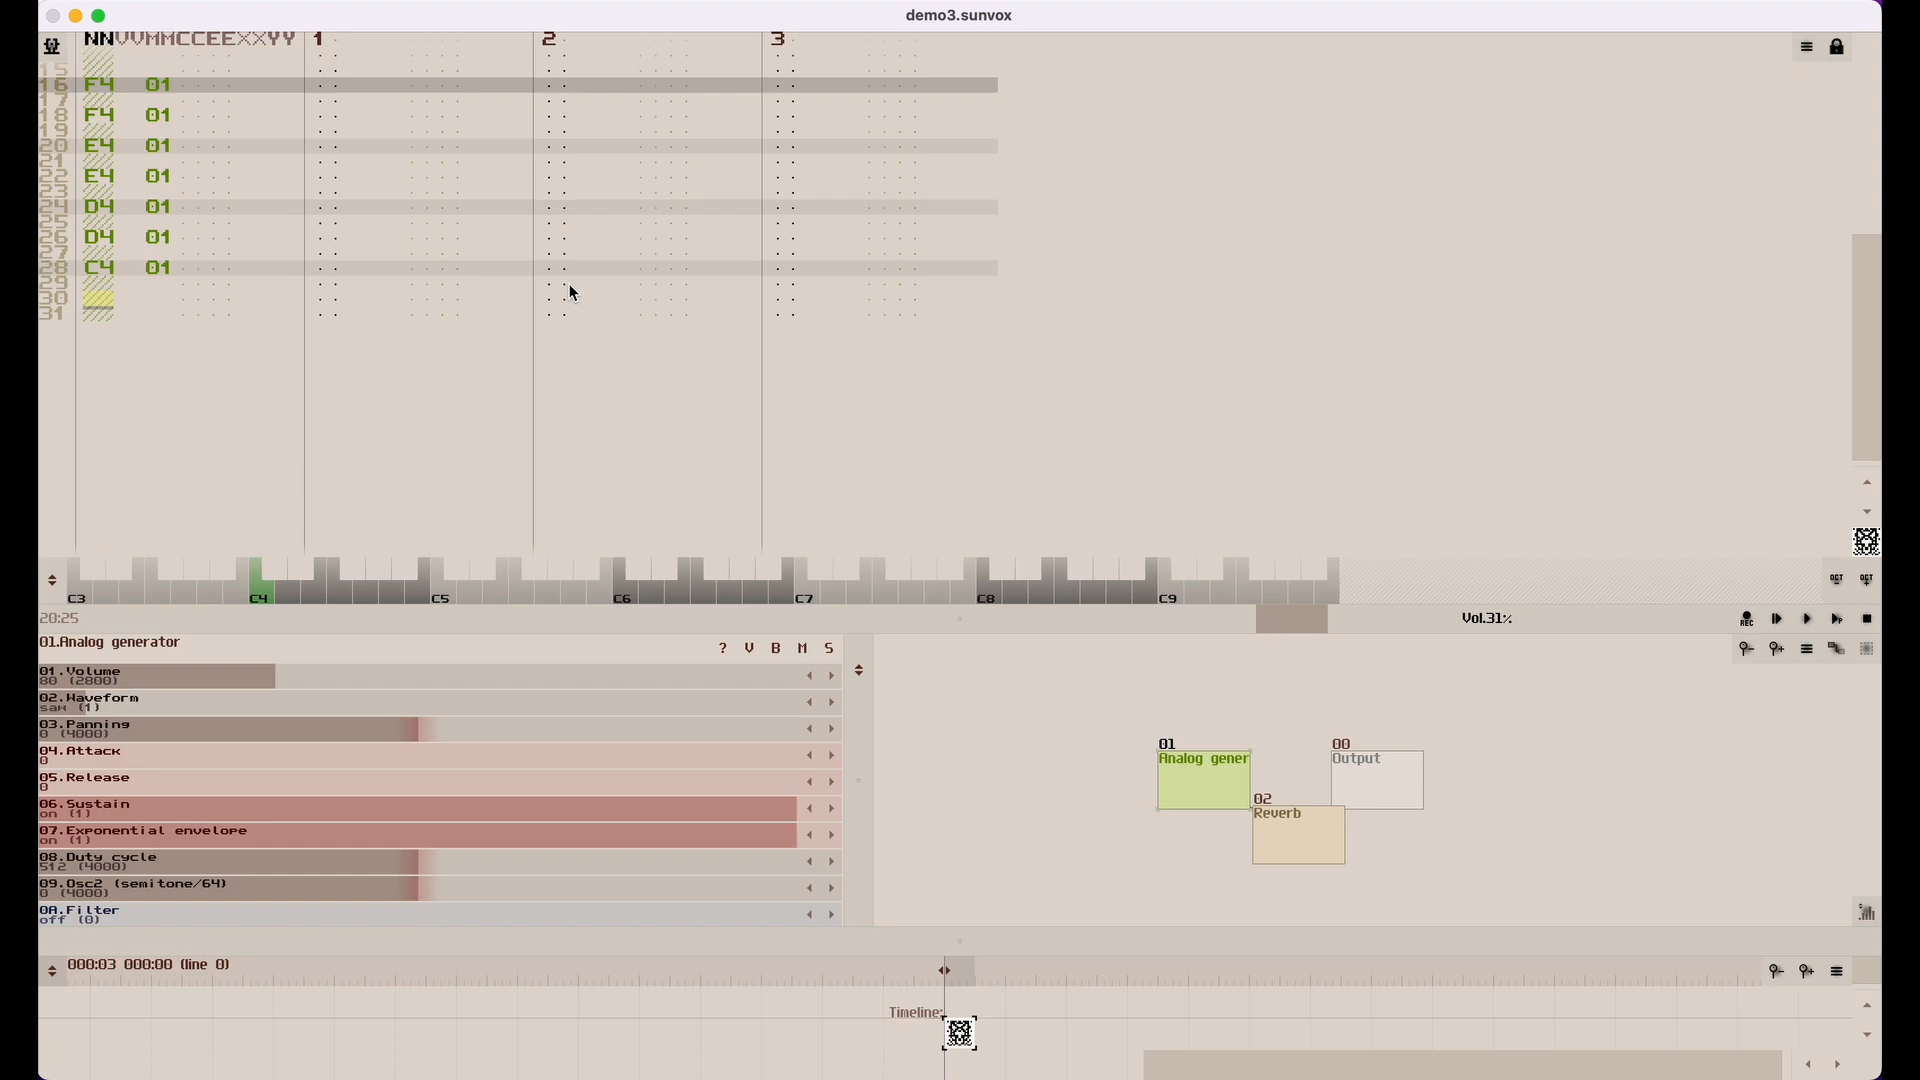 demo3.sunvox
NNVVMMCCEEXXYY 1 2 3
15
16 F4 01
17
18 F4 01
19
20 E4 01
21
22 E4 01
23
24 D4 01
25
26 D4 01
27
28 C4 01
29
30
31
C3 C4 C5 C6 C7 C8 C9
OCT OCT
20:25 Vol.31% REC
01.Analog generator ? V B M S
01.Volume
80 (2800)
02.Waveform
saw (1)
03.Panning
0 (4000)
04.Attack
0
05.Release
0
06.Sustain
on (1)
07.Exponential envelope
on (1)
08.Duty cycle
512 (4000)
09.Osc2 (semitone/64)
0 (4000)
0A.Filter
off (0)
01
Analog gener
00
Output
02
Reverb
000:03 000:00 (line 0)
Timeline: